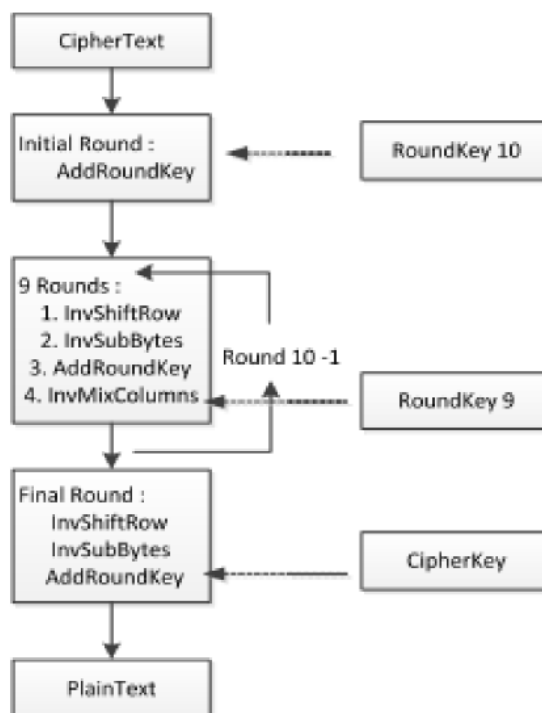 CipherText
Initial Round :
AddRoundKey
RoundKey 10
9 Rounds :
1. InvShiftRow
2. InvSubBytes
3. AddRoundKey
4. InvMixColumns
Round 10 -1
RoundKey 9
Final Round :
InvShiftRow
InvSubBytes
AddRoundKey
CipherKey
PlainText